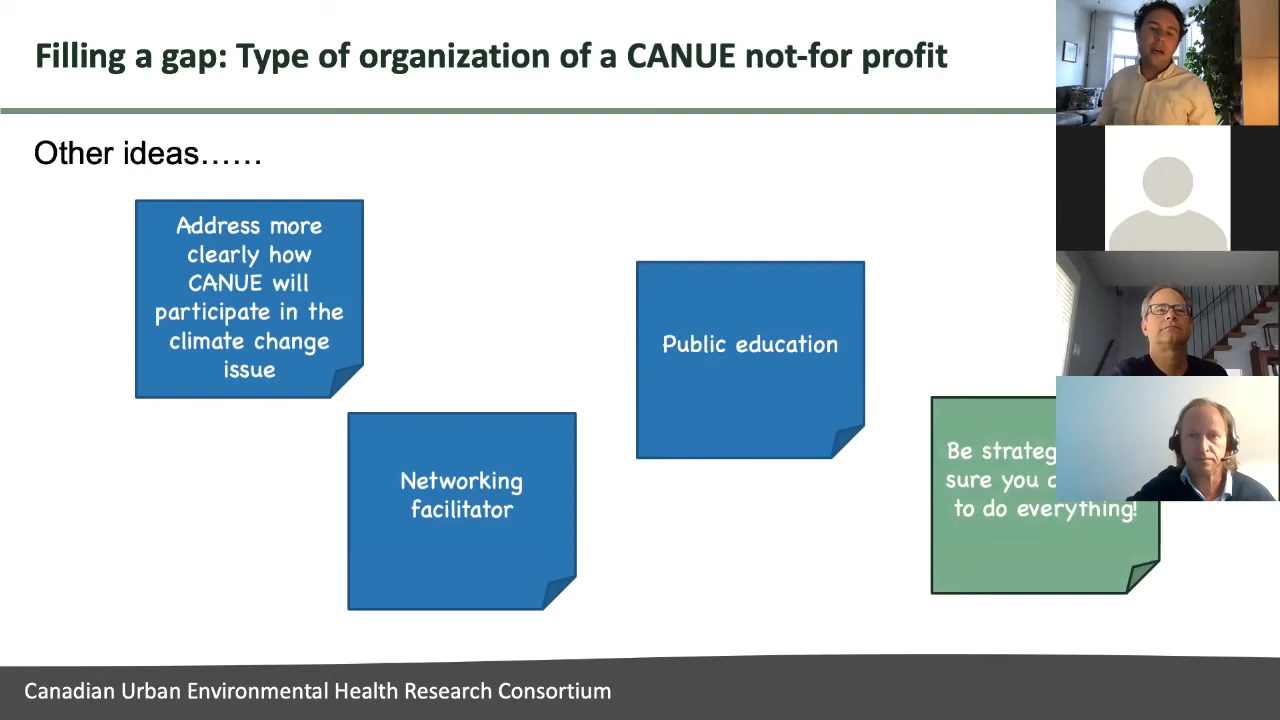 Filling a gap: Type of organization of a CANUE not-for profit
Other ideas……
Address more
clearly how
CANUE will
participate in the
climate change
issue
Networking
facilitator
Public education
Be
sure you
to do everything!
Canadian Urban Environmental Health Research Consortium